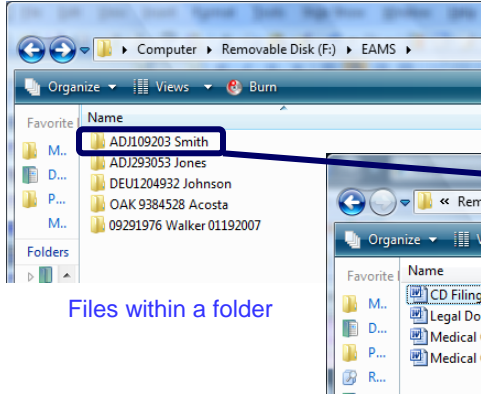 Computer Removable Disk (F:) EAMS
Organize Views Burn
Favorite Name
M.. ADJ109203 Smith
D... ADJ293053 Jones
P... DEU1204932 Johnson
M.. OAK 9384528 Acosta
09291976 Walker 01192007
Folders
Files within a folder
« Rem
Organize V
Favorite Name
M.. CD Filing
D... Legal Do
P... Medical
R... Medical